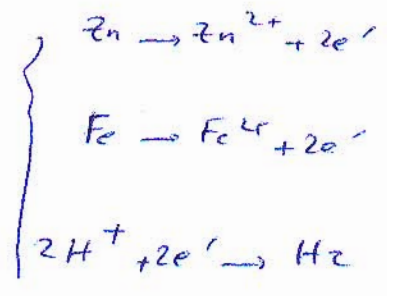 Zn → Zn²⁺ + 2e′
Fe → Fe²⁺ + 2e′
2H⁺ + 2e′ → H₂